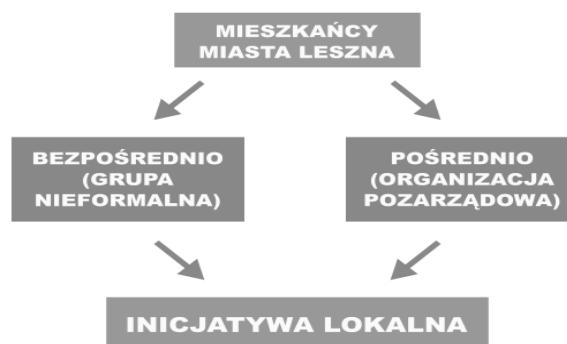 MIESZKAŃCY
MIASTA LESZNA
BEZPOŚREDNIO
(GRUPA
NIEFORMALNA)
POŚREDNIO
(ORGANIZACJA
POZARZĄDOWA)
INICJATYWA LOKALNA